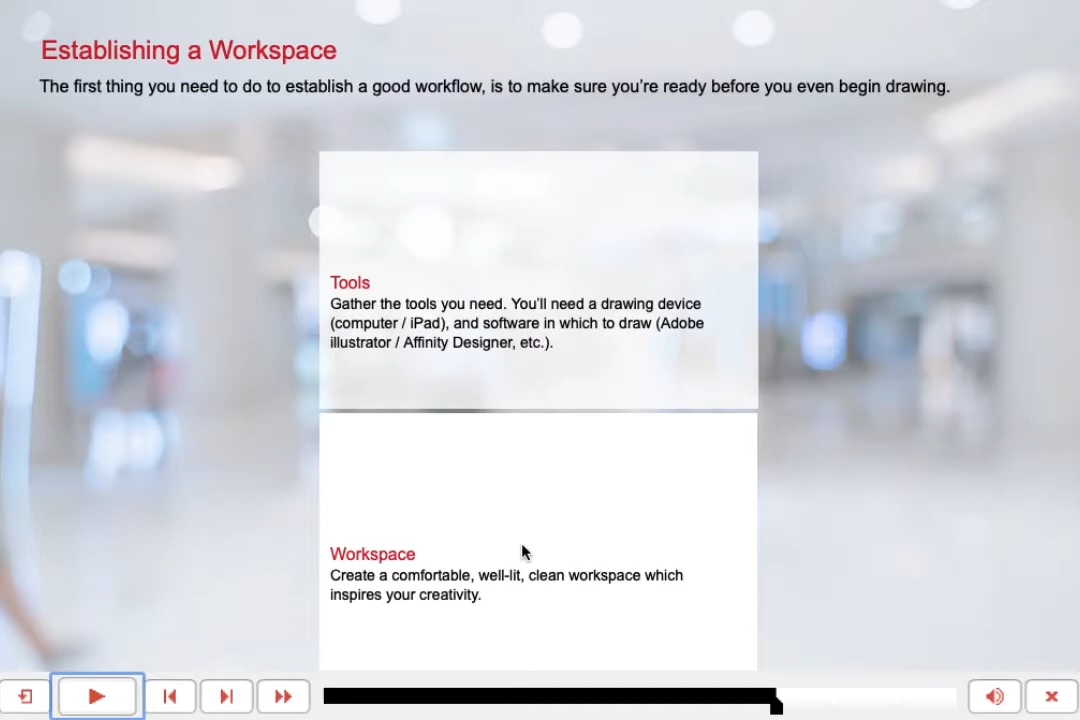 Establishing a Workspace
The first thing you need to do to establish a good workflow, is to make sure you're ready before you even begin drawing.
Tools
Gather the tools you need. You'll need a drawing device
(computer / iPad), and software in which to draw (Adobe
illustrator / Affinity Designer, etc.).
Workspace
Create a comfortable, well-lit, clean workspace which
inspires your creativity.